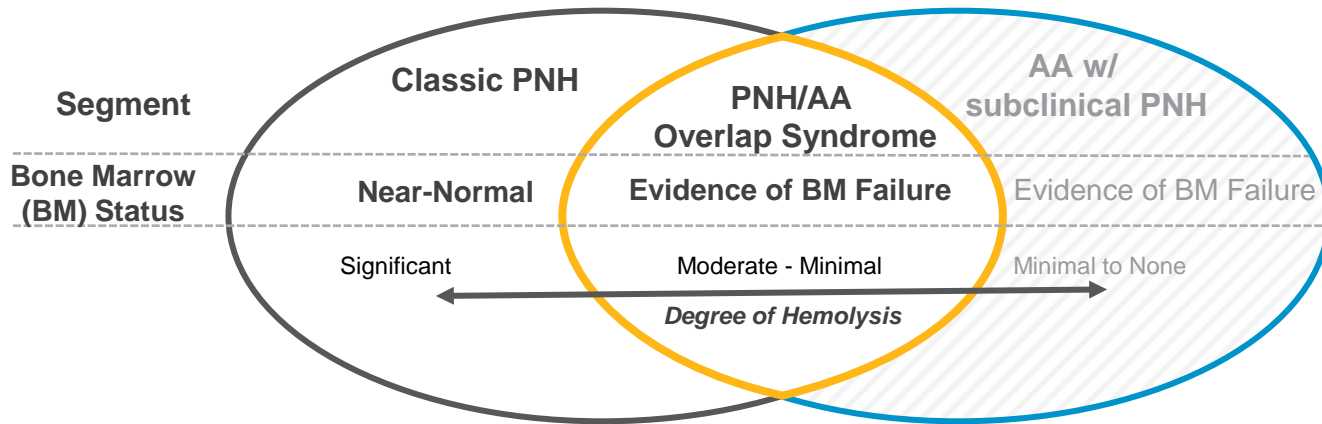 Segment
Classic PNH
PNH/AA
Overlap Syndrome
AA w/
subclinical PNH
Bone Marrow
(BM) Status
Near-Normal
Evidence of BM Failure
Evidence of BM Failure
Significant
Moderate - Minimal
Minimal to None
Degree of Hemolysis